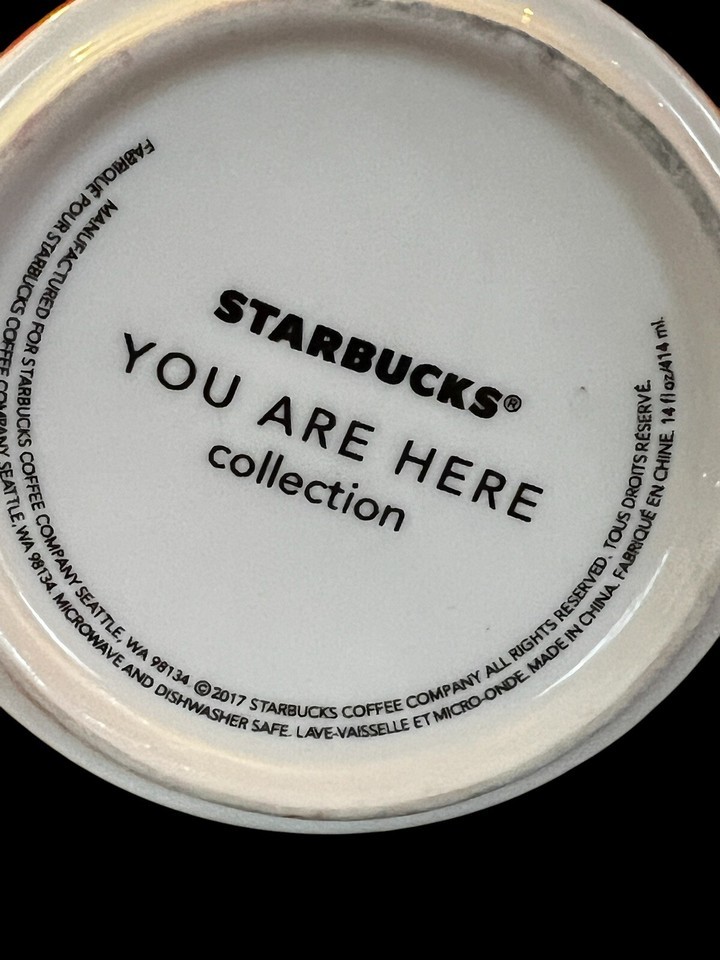 STARBUCKS®
YOU ARE HERE
collection
MANUFACTURED FOR STARBUCKS COFFEE COMPANY SEATTLE, WA 98134 ©2017 STARBUCKS COFFEE COMPANY ALL RIGHTS RESERVED. TOUS DROITS RÉSERVÉ.
FABRIQUÉ POUR STARBUCKS COFFEE COMPANY SEATTLE, WA 98134. MICROWAVE AND DISHWASHER SAFE. LAVE-VAISSELLE ET MICRO-ONDE. MADE IN CHINA. FABRIQUÉ EN CHINE. 14 fl oz/414 ml.